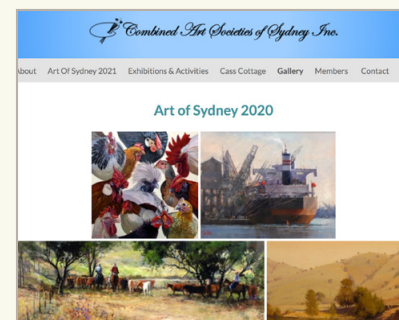 Combined Art Societies of Sydney Inc.
About Art Of Sydney 2021 Exhibitions & Activities Cass Cottage Gallery Members Contact
Art of Sydney 2020